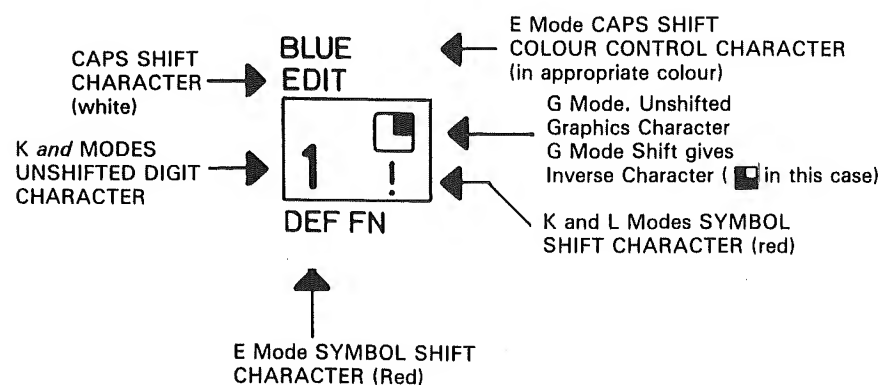 CAPS SHIFT
CHARACTER
(white)
BLUE
EDIT
E Mode CAPS SHIFT
COLOUR CONTROL CHARACTER
(in appropriate colour)
K and MODES
UNSHIFTED DIGIT
CHARACTER
1
!
G Mode. Unshifted
Graphics Character
G Mode Shift gives
Inverse Character ( in this case)
DEF FN
K and L Modes SYMBOL
SHIFT CHARACTER (red)
E Mode SYMBOL SHIFT
CHARACTER (Red)